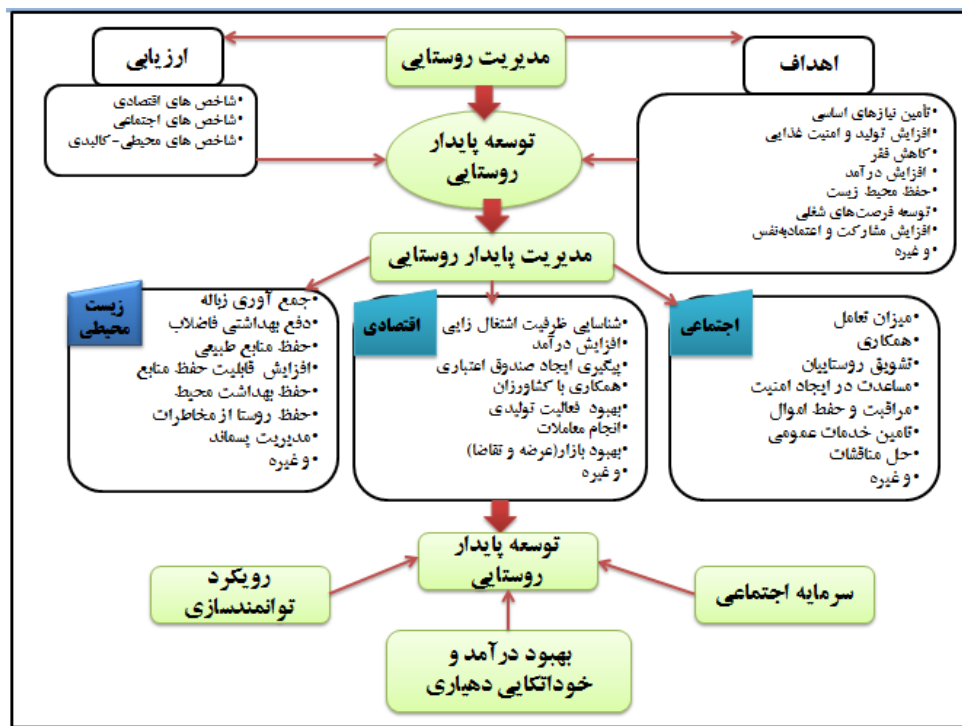 مدیریت روستایی
اهداف
•تأمین نیازهای اساسی
•افزایش تولید و امنیت غذایی
•کاهش فقر
•افزایش درآمد
•حفظ محیط زیست
•توسعه فرصت‌های شغلی
•افزایش مشارکت و اعتمادبه‌نفس
•و غیره
ارزیابی
•شاخص های اقتصادی
•شاخص های اجتماعی
•شاخص های محیطی-کالبدی
توسعه پایدار
روستایی
مدیریت پایدار روستایی
اجتماعی
•میزان تعامل
•همکاری
•تشویق روستاییان
•مساعدت در ایجاد امنیت
•مراقبت و حفظ اموال
•تامین خدمات عمومی
•حل مناقشات
•و غیره
اقتصادی
•شناسایی ظرفیت اشتغال زایی
•افزایش درآمد
•پیگیری ایجاد صندوق اعتباری
•همکاری با کشاورزان
•بهبود فعالیت تولیدی
•انجام معاملات
•بهبود بازار(عرضه و تقاضا)
•و غیره
زیست
محیطی
•جمع آوری زباله
•دفع بهداشتی فاضلاب
•حفظ منابع طبیعی
•افزایش قابلیت حفظ منابع
•حفظ بهداشت محیط
•حفظ روستا از مخاطرات
•مدیریت پسماند
•و غیره
توسعه پایدار
روستایی
سرمایه اجتماعی
رویکرد
توانمندسازی
بهبود درآمد و
خوداتکایی دهیاری